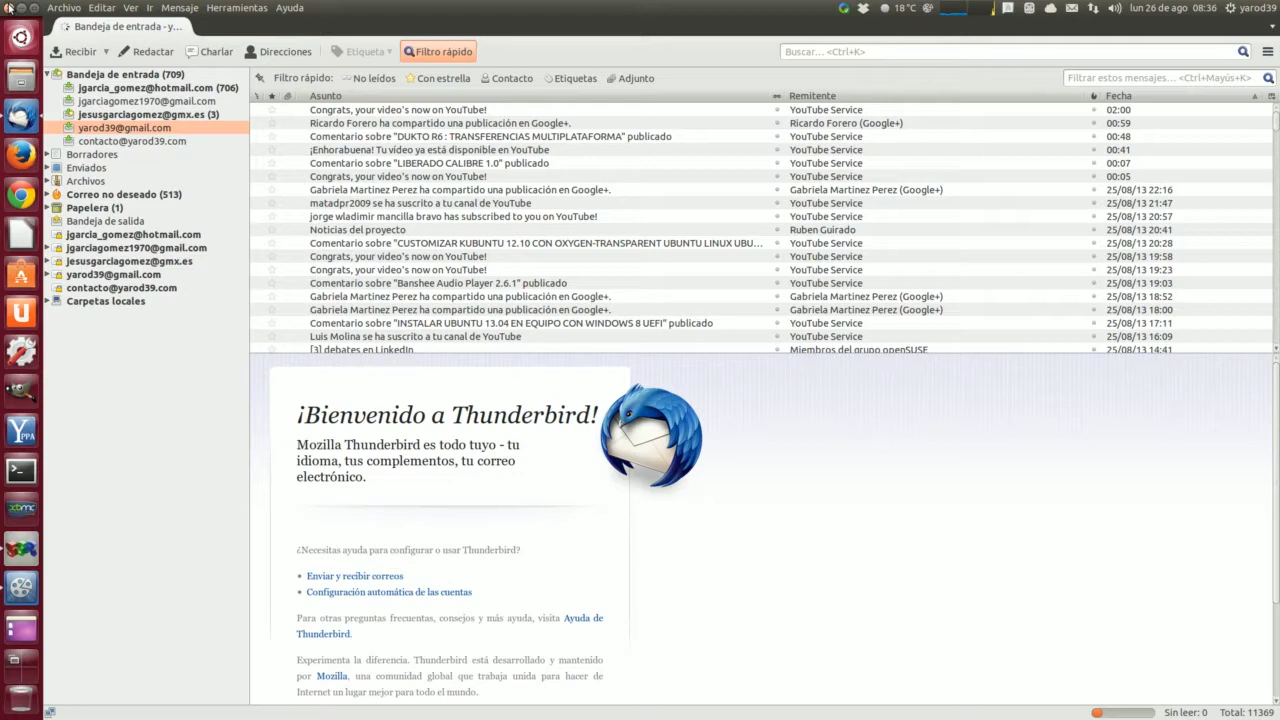 Archivo Editar Ver Ir Mensaje Herramientas Ayuda 18°C lun 26 de ago 08:36 yarod39
Bandeja de entrada - y...
Recibir Redactar Charlar Direcciones Etiqueta Filtro rápido Buscar... <Ctrl+K>
Filtro rápido: No leídos Con estrella Contacto Etiquetas Adjunto Filtrar estos mensajes... <Ctrl+Mayús+K>
Bandeja de entrada (709)
jgarcia_gomez@hotmail.com (706)
jgarciagomez1970@gmail.com
jesusgarciagomez@gmx.es (3)
yarod39@gmail.com
contacto@yarod39.com
Borradores
Enviados
Archivos
Correo no deseado (513)
Papelera (1)
Bandeja de salida
jgarcia_gomez@hotmail.com
jgarciagomez1970@gmail.com
jesusgarciagomez@gmx.es
yarod39@gmail.com
contacto@yarod39.com
Carpetas locales
Asunto Remitente Fecha
Congrats, your video's now on YouTube! YouTube Service 02:00
Ricardo Forero ha compartido una publicación en Google+. Ricardo Forero (Google+) 00:59
Comentario sobre "DUKTO R6 : TRANSFERENCIAS MULTIPLATAFORMA" publicado YouTube Service 00:48
¡Enhorabuena! Tu vídeo ya está disponible en YouTube YouTube Service 00:41
Comentario sobre "LIBERADO CALIBRE 1.0" publicado YouTube Service 00:07
Congrats, your video's now on YouTube! YouTube Service 00:05
Gabriela Martinez Perez ha compartido una publicación en Google+. Gabriela Martinez Perez (Google+) 25/08/13 22:16
matadpr2009 se ha suscrito a tu canal de YouTube YouTube Service 25/08/13 21:47
jorge wladimir mancilla bravo has subscribed to you on YouTube! YouTube Service 25/08/13 20:57
Noticias del proyecto Ruben Guirado 25/08/13 20:41
Comentario sobre "CUSTOMIZAR KUBUNTU 12.10 CON OXYGEN-TRANSPARENT UBUNTU LINUX UBU... YouTube Service 25/08/13 20:28
Congrats, your video's now on YouTube! YouTube Service 25/08/13 19:58
Congrats, your video's now on YouTube! YouTube Service 25/08/13 19:23
Comentario sobre "Banshee Audio Player 2.6.1" publicado YouTube Service 25/08/13 19:03
Gabriela Martinez Perez ha compartido una publicación en Google+. Gabriela Martinez Perez (Google+) 25/08/13 18:52
Gabriela Martinez Perez ha compartido una publicación en Google+. Gabriela Martinez Perez (Google+) 25/08/13 18:00
Comentario sobre "INSTALAR UBUNTU 13.04 EN EQUIPO CON WINDOWS 8 UEFI" publicado YouTube Service 25/08/13 17:11
Luis Molina se ha suscrito a tu canal de YouTube YouTube Service 25/08/13 16:09
[3] debates en LinkedIn Miembros del grupo openSUSE 25/08/13 14:41
¡Bienvenido a Thunderbird!
Mozilla Thunderbird es todo tuyo - tu
idioma, tus complementos, tu correo
electrónico.
¿Necesitas ayuda para configurar o usar Thunderbird?
Enviar y recibir correos
Configuración automática de las cuentas
Para otras preguntas frecuentes, consejos y más ayuda, visita Ayuda de
Thunderbird.
Experimenta la diferencia. Thunderbird está desarrollado y mantenido
por Mozilla, una comunidad global que trabaja unida para hacer de
Internet un lugar mejor para todo el mundo.
Sin leer: 0 Total: 11369